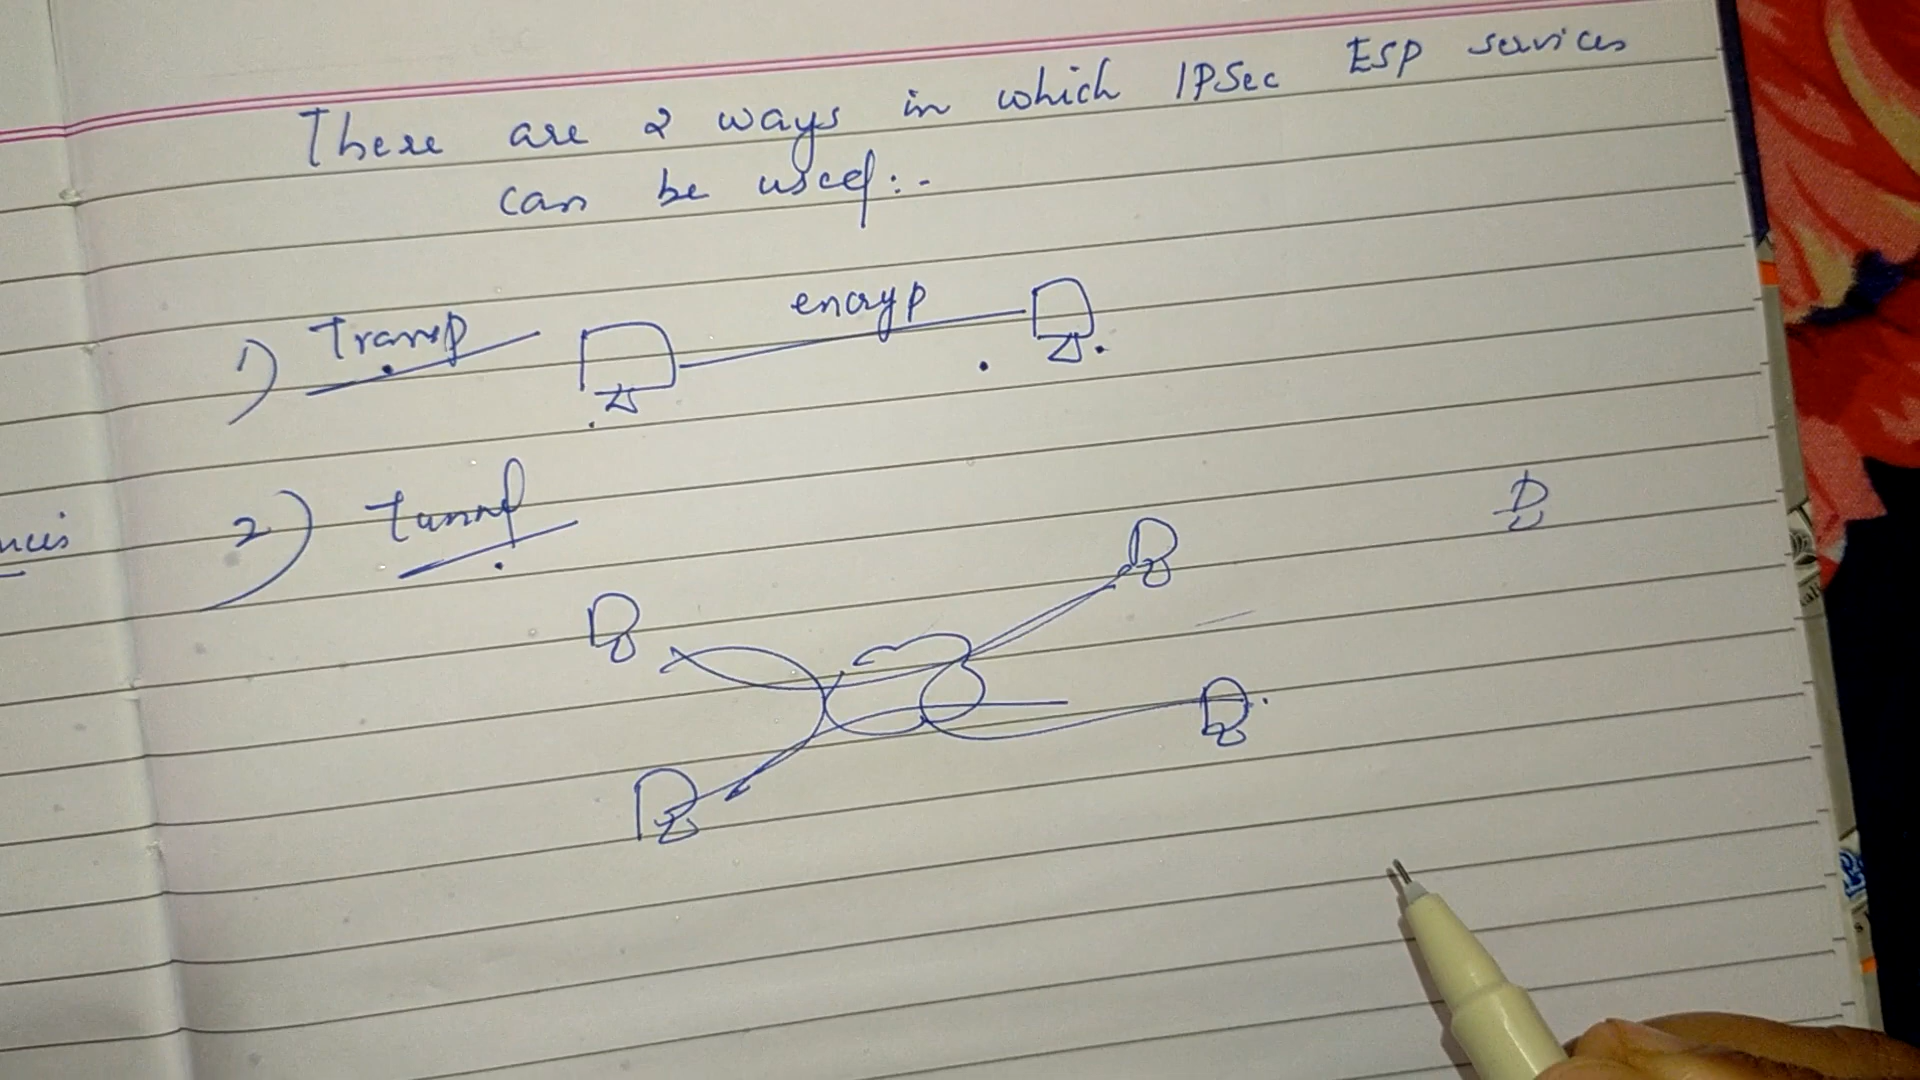 There are 2 ways in which IPSec ESP services
can be used:-
1) Transp
encryp
2) tunnel